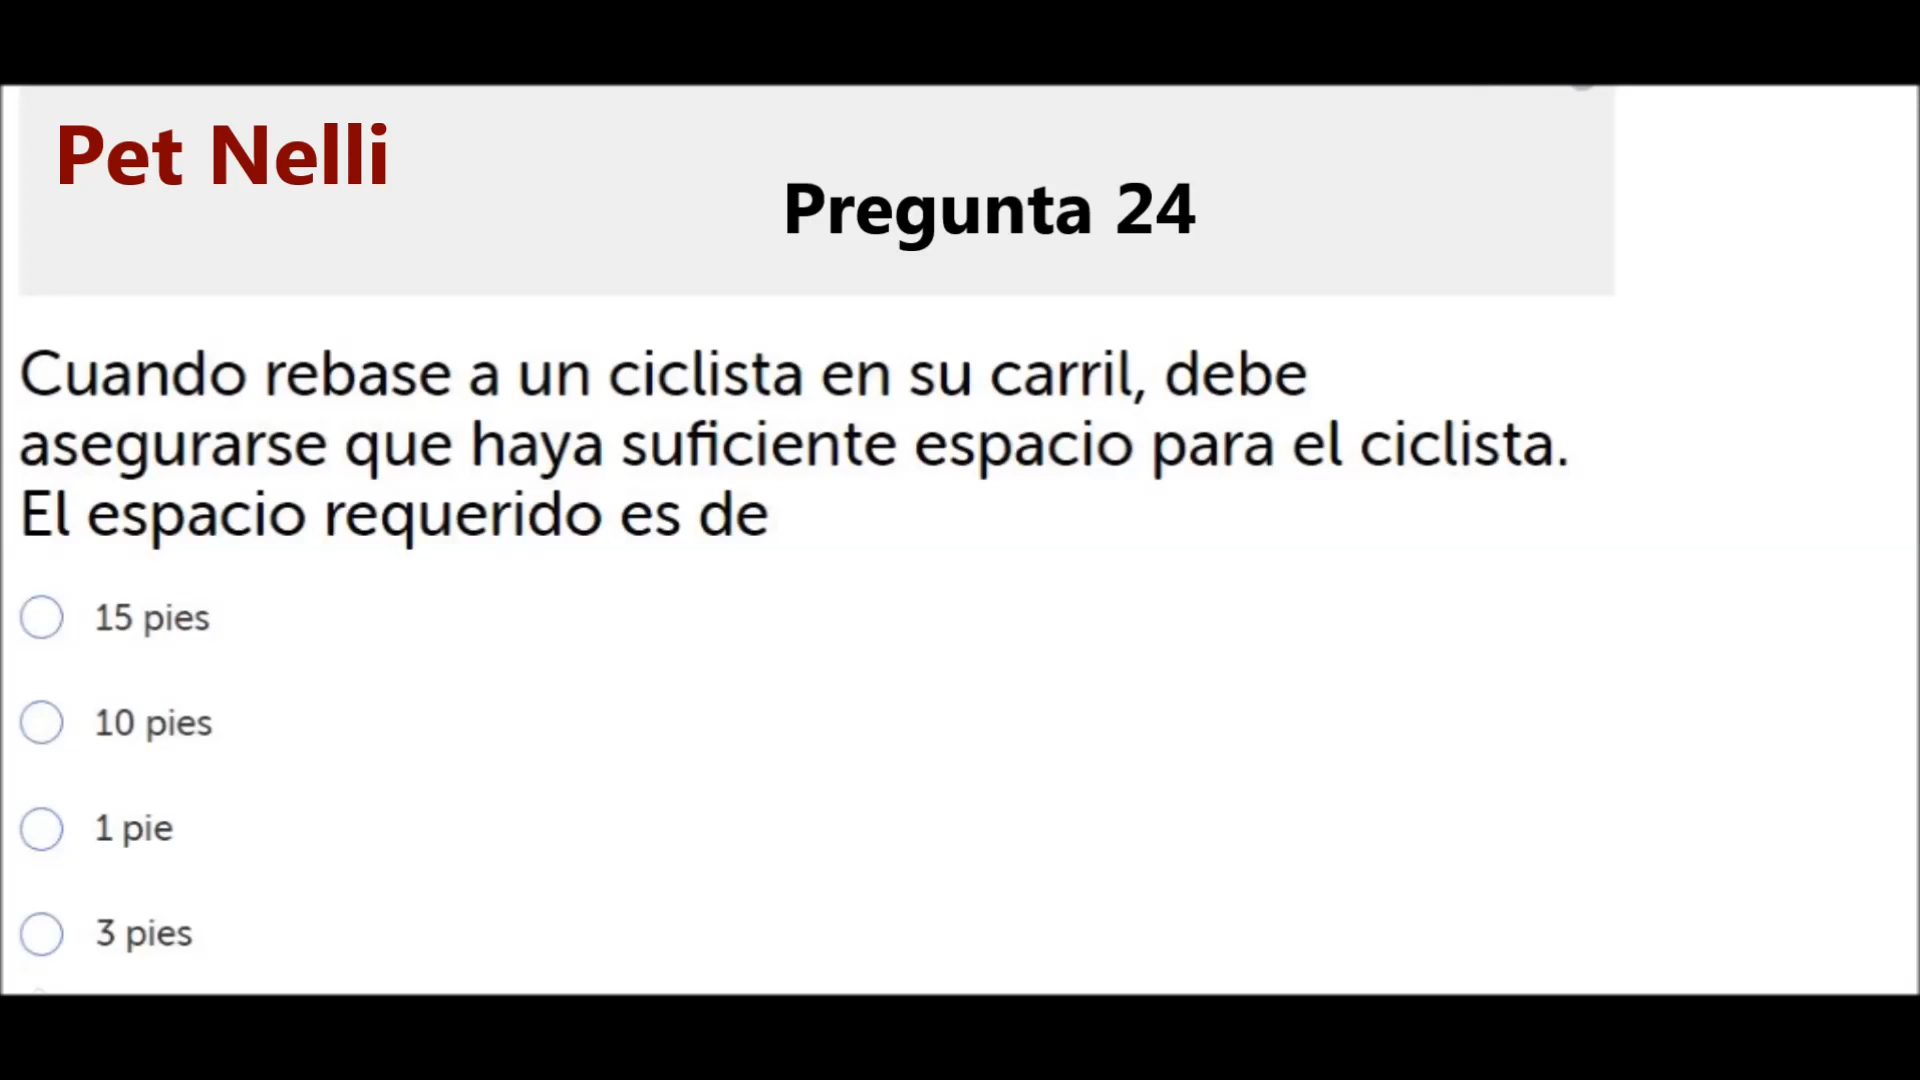 Pet Nelli
Pregunta 24
Cuando rebase a un ciclista en su carril, debe
asegurarse que haya suficiente espacio para el ciclista.
El espacio requerido es de
15 pies
10 pies
1 pie
3 pies